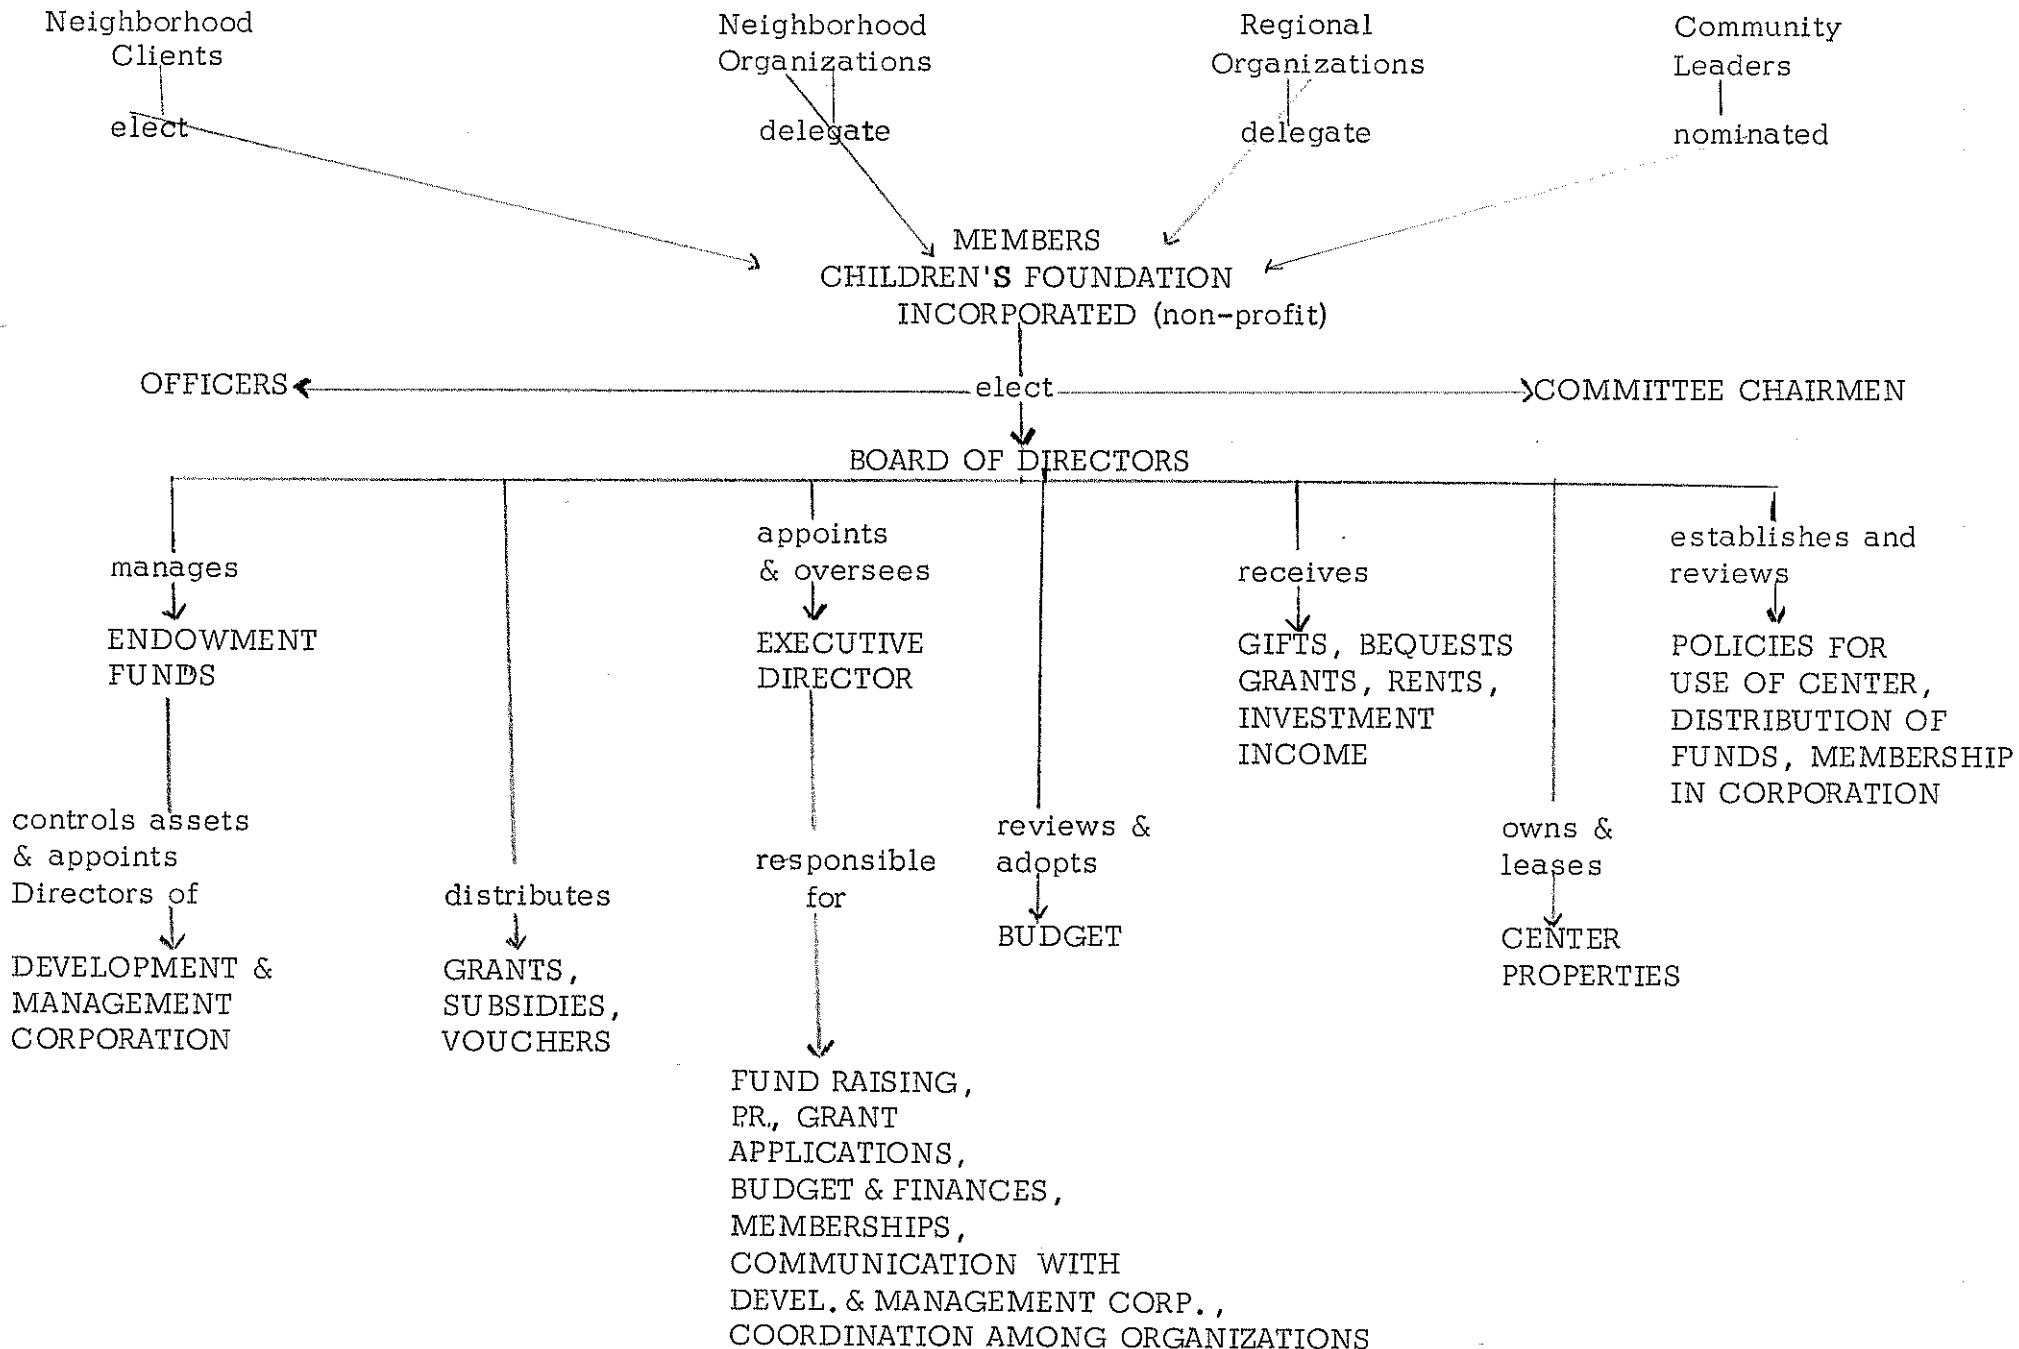 Neighborhood
Clients
elect
Neighborhood
Organizations
delegate
Regional
Organizations
delegate
Community
Leaders
nominated
MEMBERS
CHILDREN'S FOUNDATION
INCORPORATED (non-profit)
OFFICERS
elect
COMMITTEE CHAIRMEN
BOARD OF DIRECTORS
manages
ENDOWMENT
FUNDS
controls assets
& appoints
Directors of
DEVELOPMENT &
MANAGEMENT
CORPORATION
distributes
GRANTS,
SUBSIDIES,
VOUCHERS
appoints
& oversees
EXECUTIVE
DIRECTOR
responsible
for
FUND RAISING,
P.R., GRANT
APPLICATIONS,
BUDGET & FINANCES,
MEMBERSHIPS,
COMMUNICATION WITH
DEVEL. & MANAGEMENT CORP.,
COORDINATION AMONG ORGANIZATIONS
reviews &
adopts
BUDGET
receives
GIFTS, BEQUESTS
GRANTS, RENTS,
INVESTMENT
INCOME
owns &
leases
CENTER
PROPERTIES
establishes and
reviews
POLICIES FOR
USE OF CENTER,
DISTRIBUTION OF
FUNDS, MEMBERSHIP
IN CORPORATION